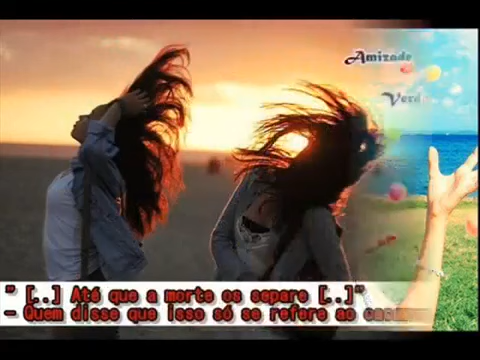 Amizade
" [..] Até que a morte os separe [..]"
- Quem disse que isso só se refere ao